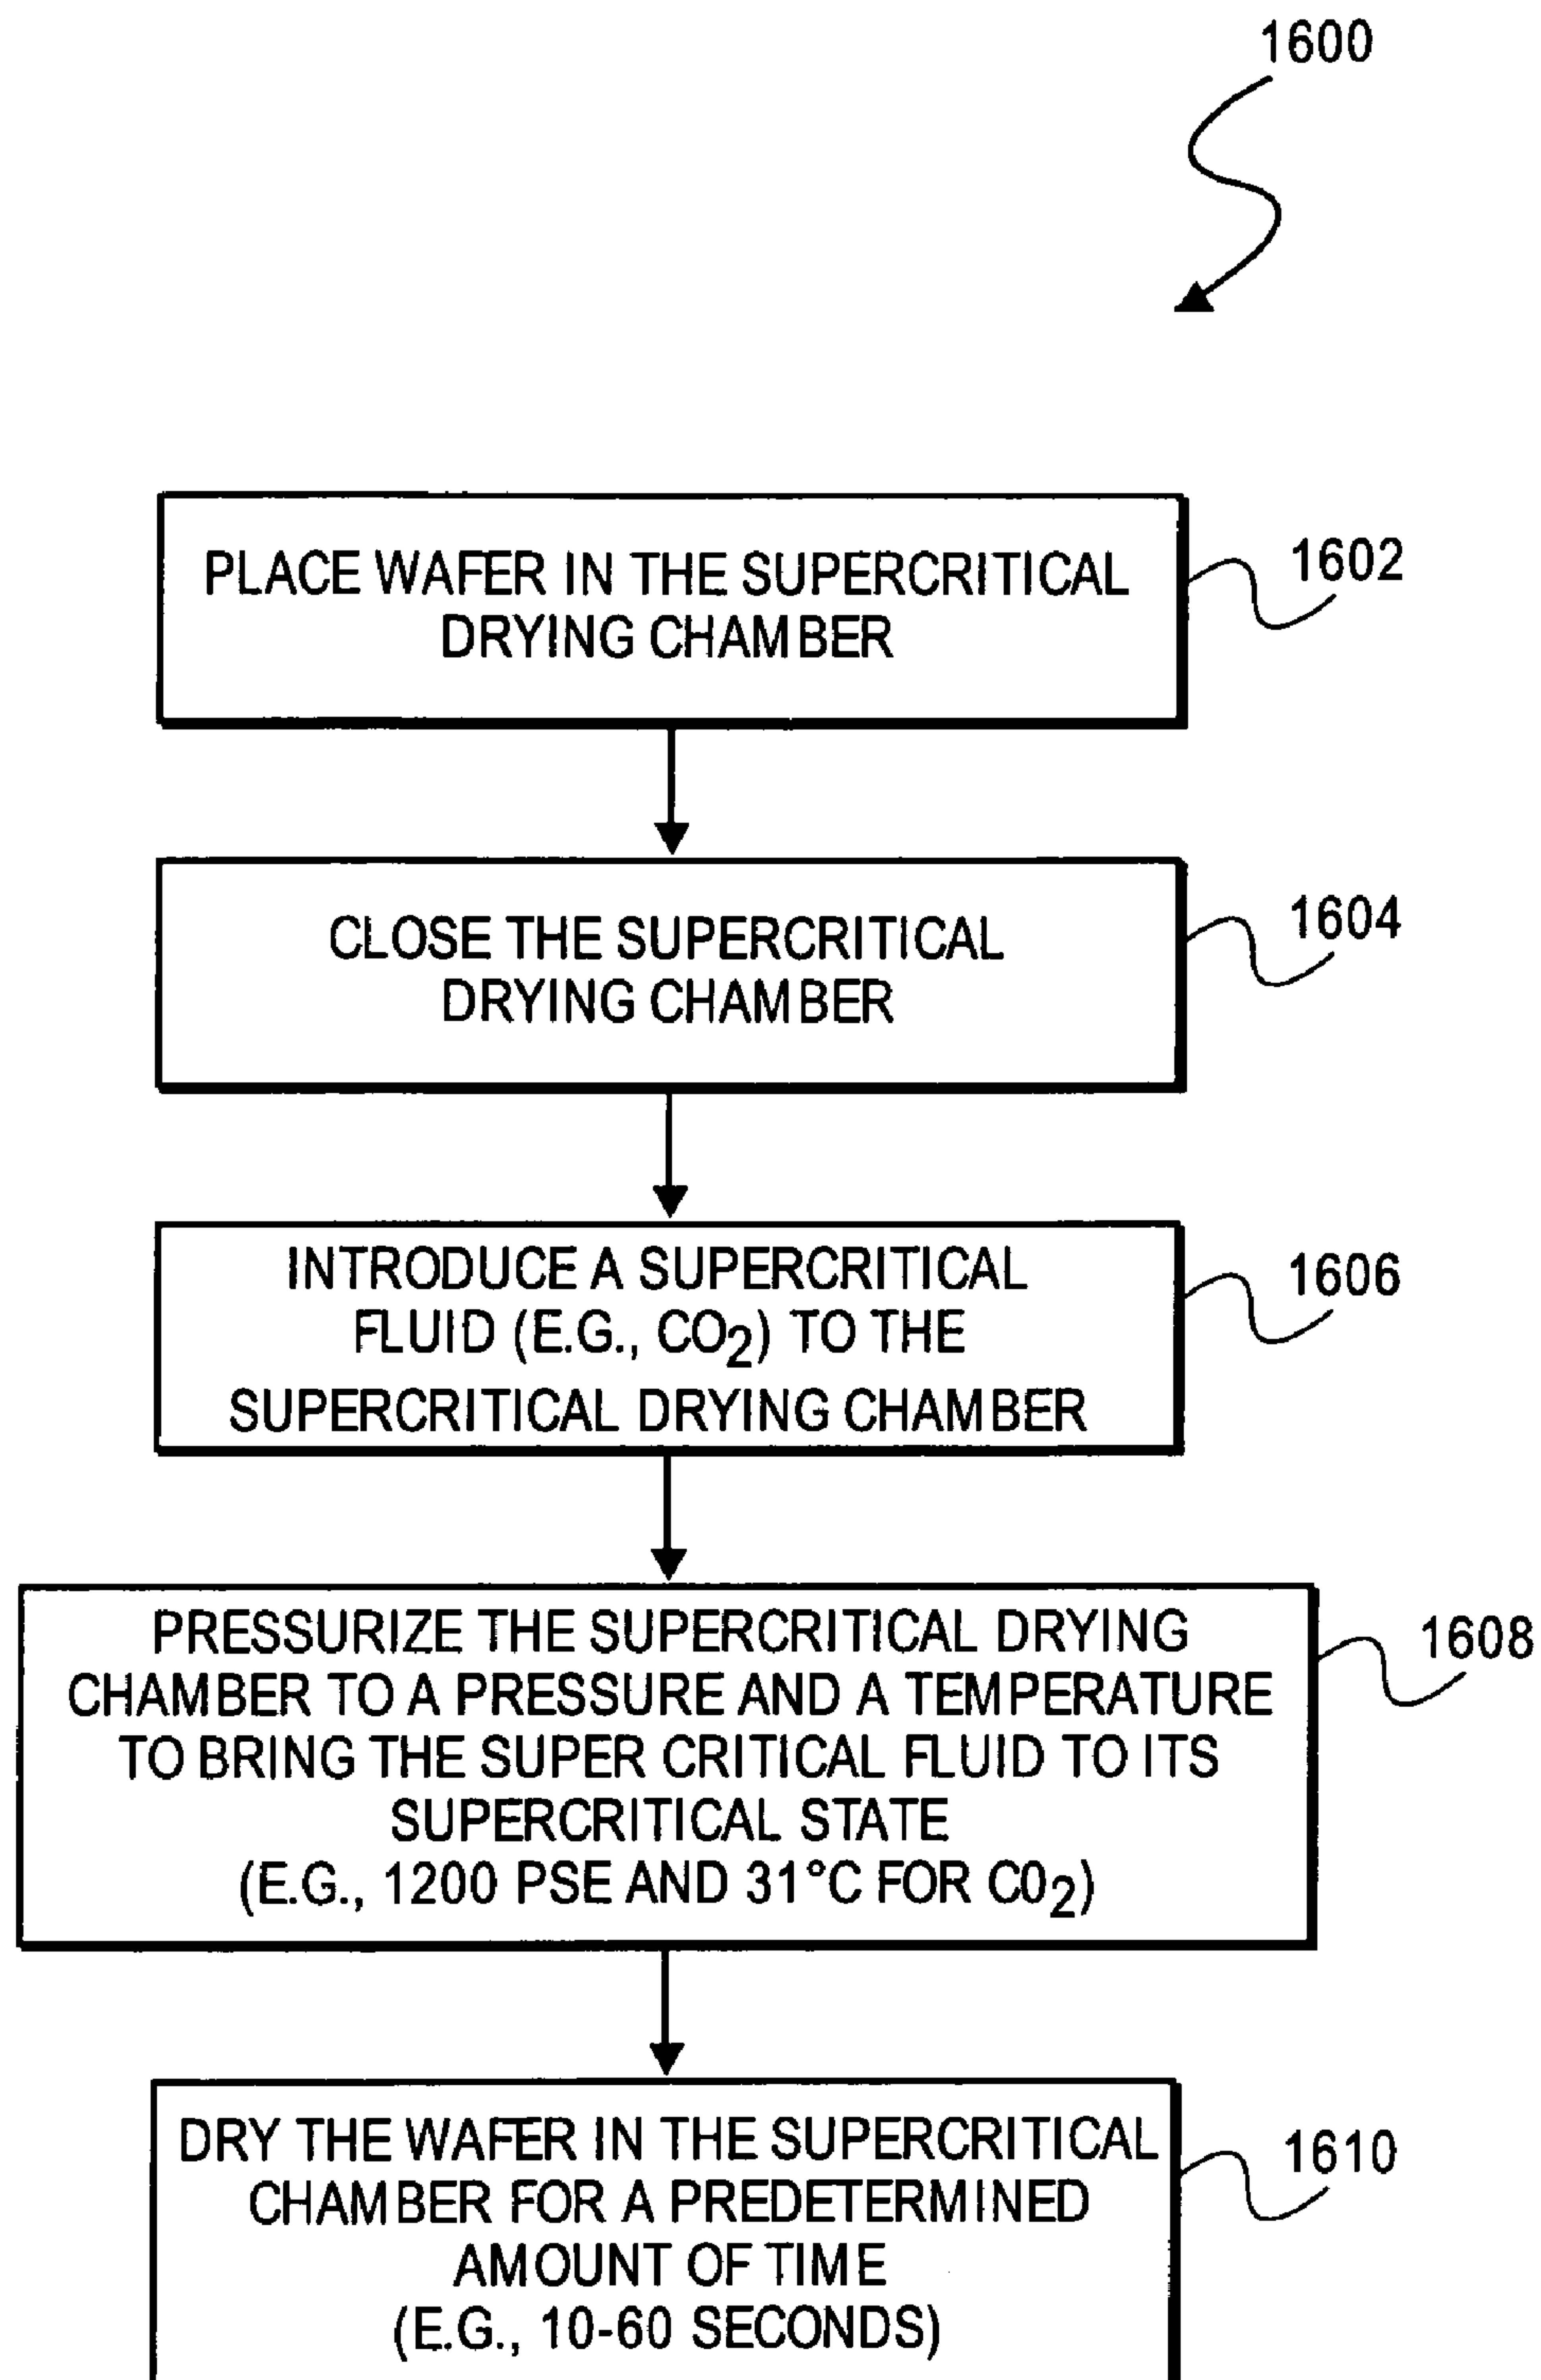 1600
PLACE WAFER IN THE SUPERCRITICAL
DRYING CHAMBER
1602
CLOSE THE SUPERCRITICAL
DRYING CHAMBER
1604
INTRODUCE A SUPERCRITICAL
FLUID (E.G., CO2) TO THE
SUPERCRITICAL DRYING CHAMBER
1606
PRESSURIZE THE SUPERCRITICAL DRYING
CHAMBER TO A PRESSURE AND A TEMPERATURE
TO BRING THE SUPER CRITICAL FLUID TO ITS
SUPERCRITICAL STATE
(E.G., 1200 PSE AND 31°C FOR C02)
1608
DRY THE WAFER IN THE SUPERCRITICAL
CHAMBER FOR A PREDETERMINED
AMOUNT OF TIME
(E.G., 10-60 SECONDS)
1610